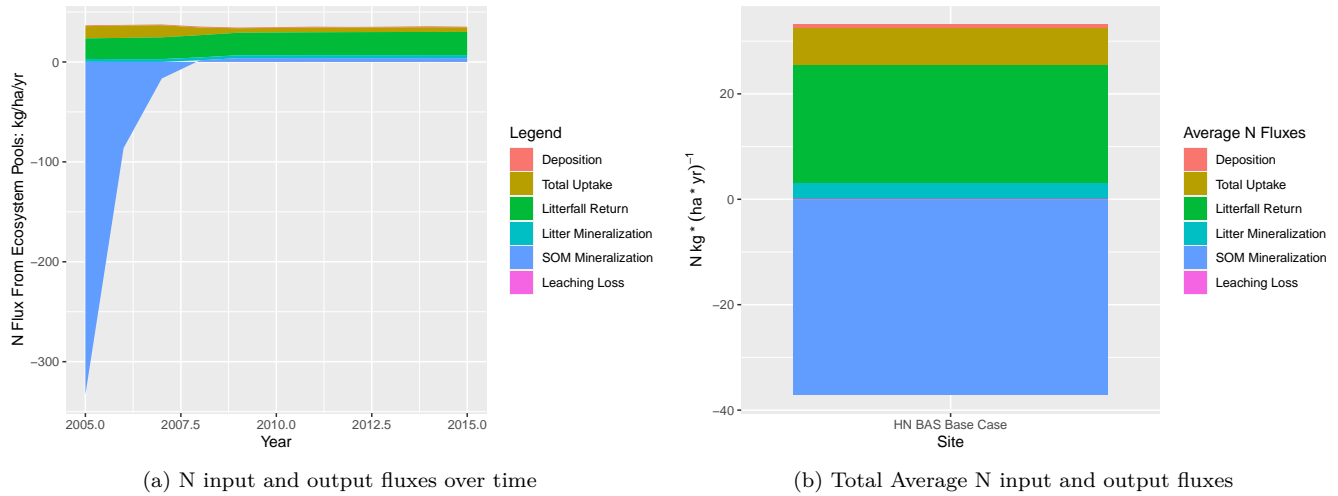 N Flux From Ecosystem Pools: kg/ha/yr
0
−100
−200
−300
2005.0 2007.5 2010.0 2012.5 2015.0
Year
Legend
Deposition
Total Uptake
Litterfall Return
Litter Mineralization
SOM Mineralization
Leaching Loss
(a) N input and output fluxes over time
N kg * (ha * yr)⁻¹
20
0
−20
−40
HN BAS Base Case
Site
Average N Fluxes
Deposition
Total Uptake
Litterfall Return
Litter Mineralization
SOM Mineralization
Leaching Loss
(b) Total Average N input and output fluxes